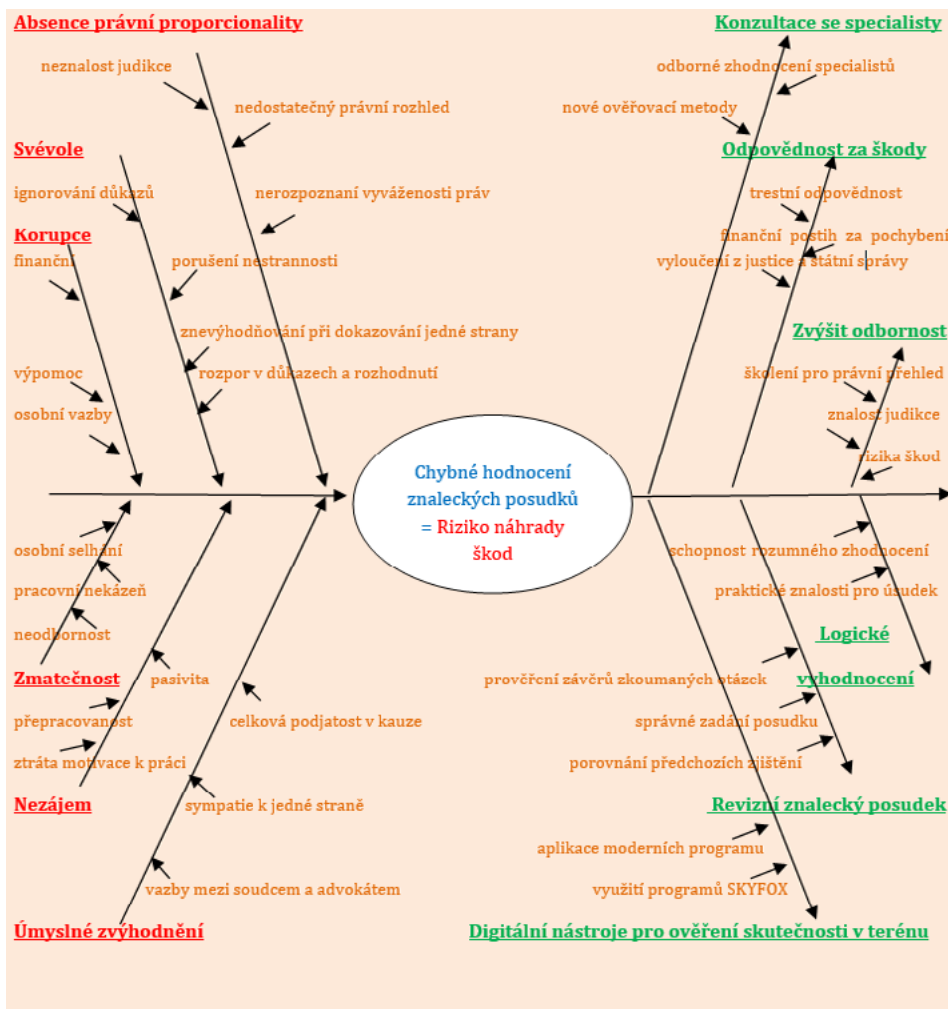 Absence právní proporcionality
neznalost judikce
nedostatečný právní rozhled
nerozpoznaní vyváženosti práv
Svévole
ignorování důkazů
porušení nestrannosti
znevýhodňování při dokazování jedné strany
rozpor v důkazech a rozhodnutí
Korupce
finanční
výpomoc
osobní vazby
Konzultace se specialisty
odborné zhodnocení specialistů
nové ověřovací metody
Odpovědnost za škody
trestní odpovědnost
finanční postih za pochybení
vyloučení z justice a státní správy
Zvýšit odbornost
školení pro právní přehled
znalost judikce
rizika škod
Chybné hodnocení
znaleckých posudků
= Riziko náhrady
škod
osobní selhání
pracovní nekázeň
neodbornost
Zmatečnost
pasivita
přepracovanost
ztráta motivace k práci
Nezájem
celková podjatost v kauze
sympatie k jedné straně
vazby mezi soudcem a advokátem
Úmyslné zvýhodnění
schopnost rozumného zhodnocení
praktické znalosti pro úsudek
Logické
vyhodnocení
prověření závěrů zkoumaných otázek
správné zadání posudku
porovnání předchozích zjištění
Revizní znalecký posudek
aplikace moderních programu
využití programů SKYFOX
Digitální nástroje pro ověření skutečnosti v terénu